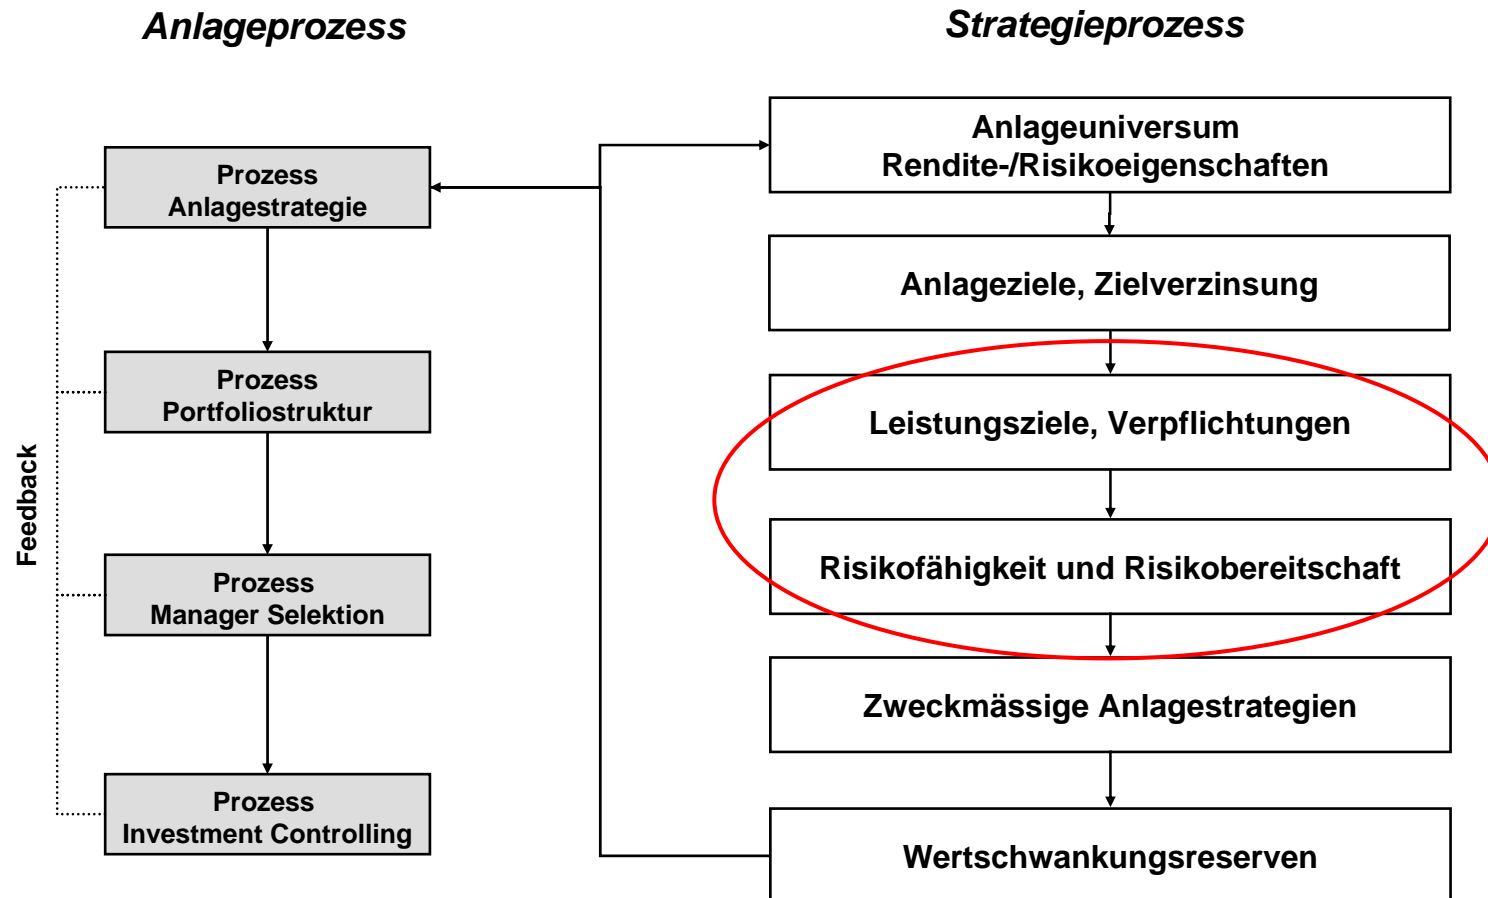 Anlageprozess
Strategieprozess
Prozess
Anlagestrategie
Prozess
Portfoliostruktur
Prozess
Manager Selektion
Prozess
Investment Controlling
Feedback
Anlageuniversum
Rendite-/Risikoeigenschaften
Anlageziele, Zielverzinsung
Leistungsziele, Verpflichtungen
Risikofähigkeit und Risikobereitschaft
Zweckmässige Anlagestrategien
Wertschwankungsreserven